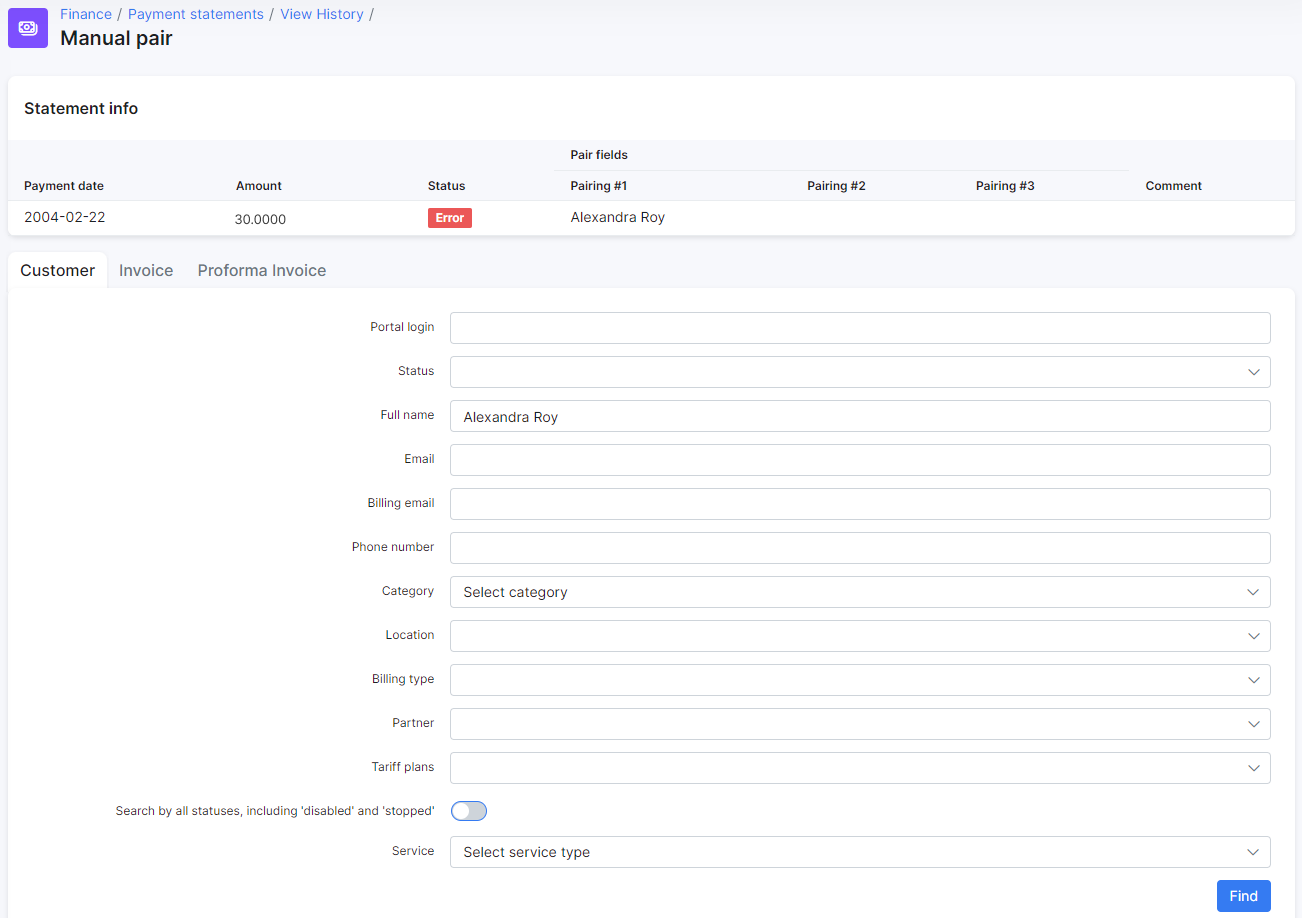 Finance / Payment statements / View History /
Manual pair
Statement info
Pair fields
Payment date Amount Status Pairing #1 Pairing #2 Pairing #3 Comment
2004-02-22 30.0000 Error Alexandra Roy
Customer Invoice Proforma Invoice
Portal login
Status
Full name Alexandra Roy
Email
Billing email
Phone number
Category Select category
Location
Billing type
Partner
Tariff plans
Search by all statuses, including 'disabled' and 'stopped'
Service Select service type
Find